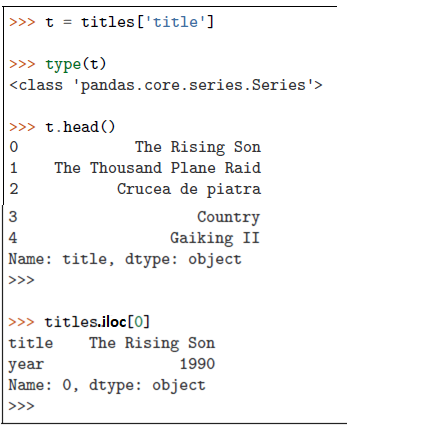 >>> t = titles['title']
>>> type(t)
<class 'pandas.core.series.Series'>
>>> t.head()
0 The Rising Son
1 The Thousand Plane Raid
2 Crucea de piatra
3 Country
4 Gaiking II
Name: title, dtype: object
>>>
>>> titles.iloc[0]
title The Rising Son
year 1990
Name: 0, dtype: object
>>>